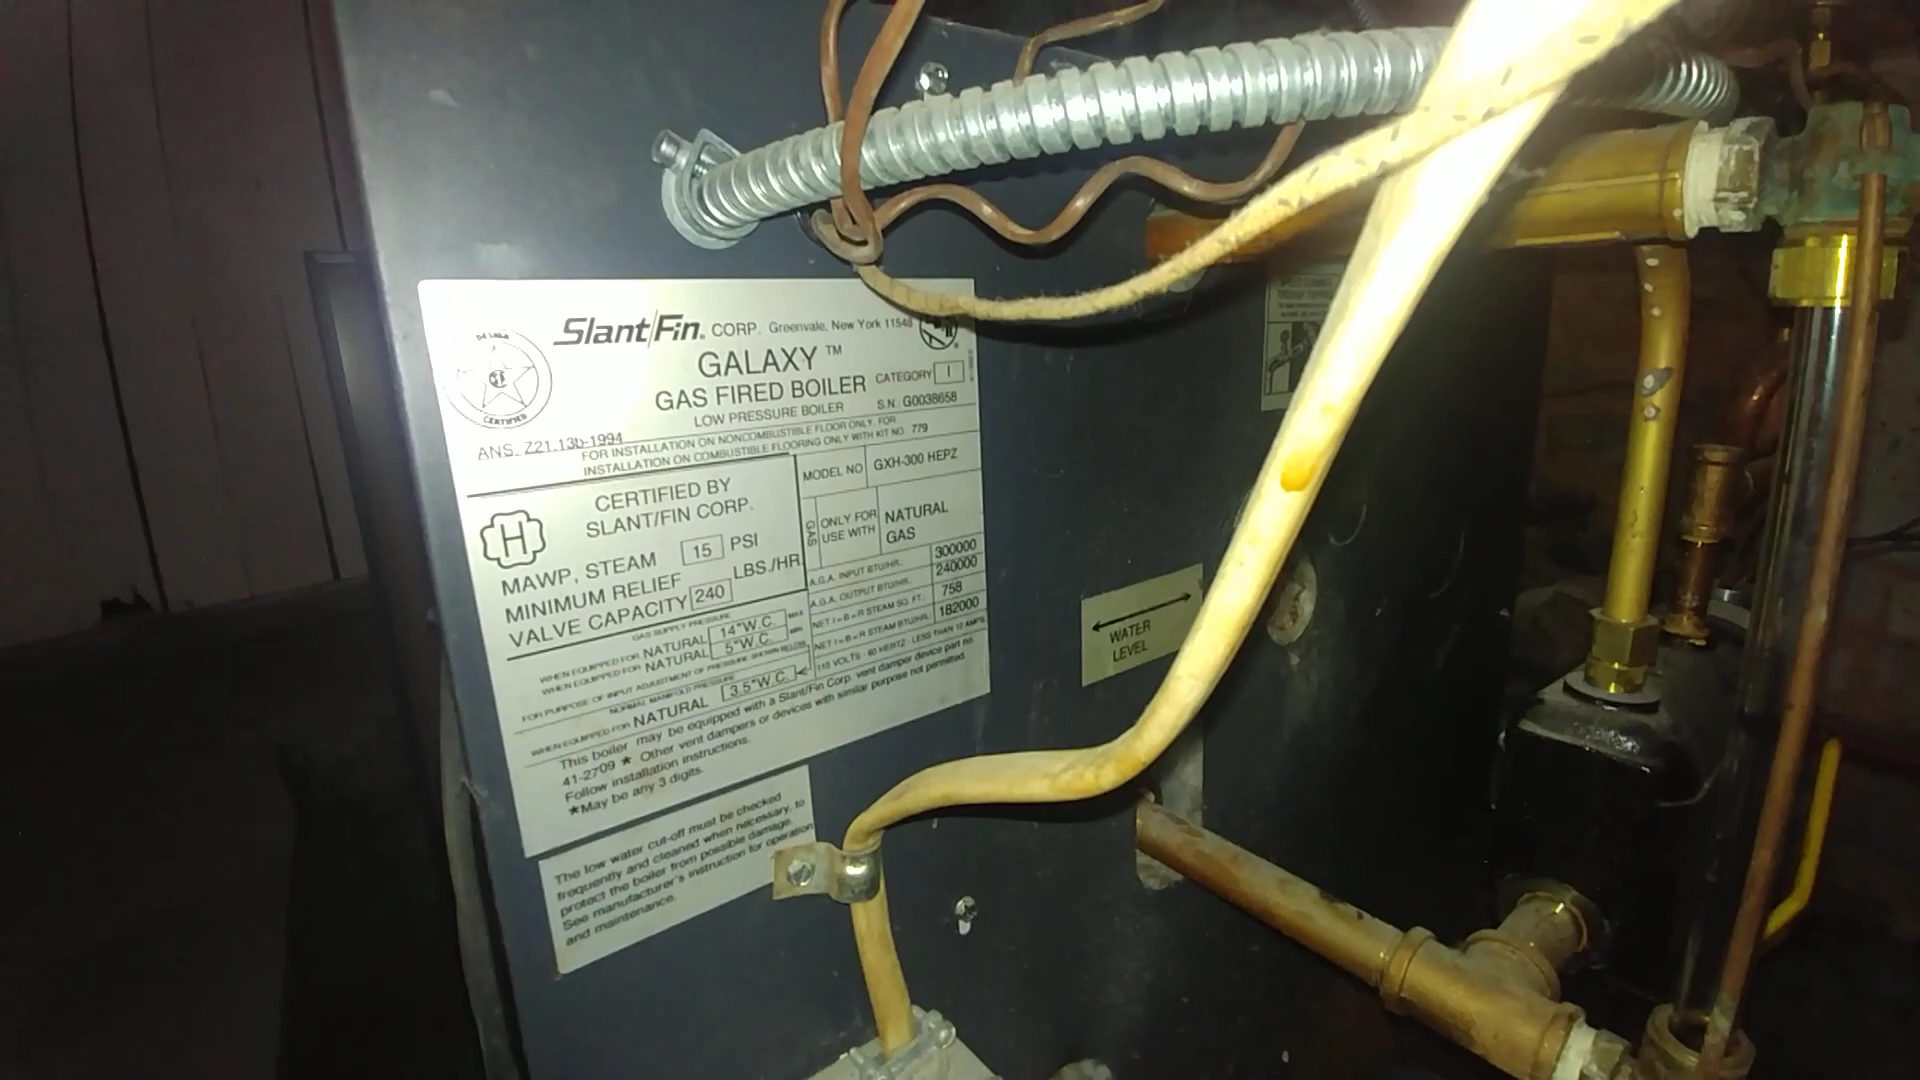 Slant/Fin. CORP. Greenvale, New York 11548
GALAXY ™
GAS FIRED BOILER CATEGORY I
LOW PRESSURE BOILER S.N. G0038658
DESIGN
CERTIFIED
ANS. Z21.13b-1994
FOR INSTALLATION ON NONCOMBUSTIBLE FLOOR ONLY. FOR
INSTALLATION ON COMBUSTIBLE FLOORING ONLY WITH KIT NO. 779
H
CERTIFIED BY
SLANT/FIN CORP.
MAWP, STEAM 15 PSI
MINIMUM RELIEF
VALVE CAPACITY 240 LBS./HR.
MODEL NO GXH-300 HEPZ
GAS ONLY FOR USE WITH NATURAL GAS
A.G.A. INPUT BTU/HR. 300000
A.G.A. OUTPUT BTU/HR. 240000
NET I=B=R STEAM SQ. FT. 758
NET I=B=R STEAM BTU/HR. 182000
115 VOLTS - 60 HERTZ - LESS THAN 12 AMPS
GAS SUPPLY PRESSURE
WHEN EQUIPPED FOR NATURAL 14"W.C. MAX
WHEN EQUIPPED FOR NATURAL 5"W.C. MIN
FOR PURPOSE OF INPUT ADJUSTMENT OF PRESSURE SHOWN BELOW
NORMAL MANIFOLD PRESSURE
WHEN EQUIPPED FOR NATURAL 3.5"W.C.
This boiler may be equipped with a Slant/Fin Corp. vent damper device part no.
41-2709 ★. Other vent dampers or devices with similar purpose not permitted.
Follow installation instructions.
★May be any 3 digits.
The low water cut-off must be checked
frequently and cleaned when necessary, to
protect the boiler from possible damage.
See manufacturer's instruction for operation
and maintenance.
WATER
LEVEL